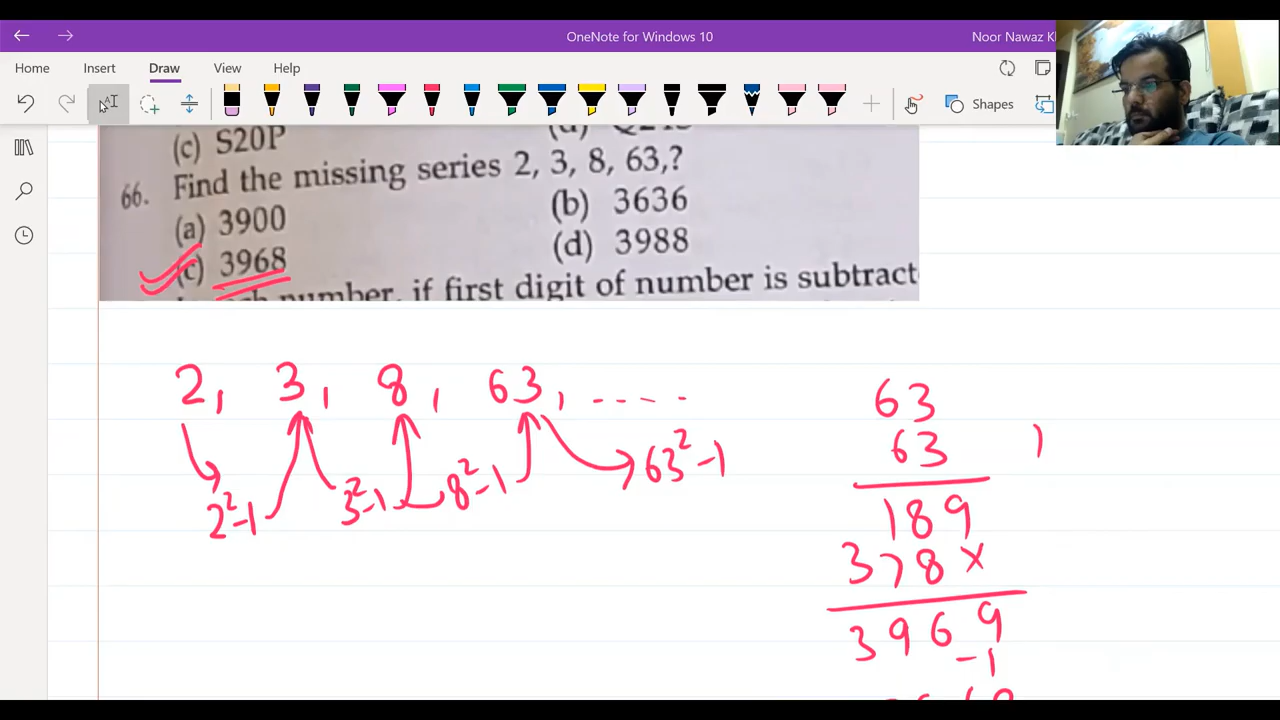 OneNote for Windows 10
Noor Nawaz
Home Insert Draw View Help
Shapes
(c) S20P
66. Find the missing series 2, 3, 8, 63,?
(a) 3900 (b) 3636
(c) 3968 (d) 3988
number, if first digit of number is subtract
2, 3, 8, 63, .....
2²-1 3²-1 8²-1 63²-1
63
63 1
189
378×
3969
-1